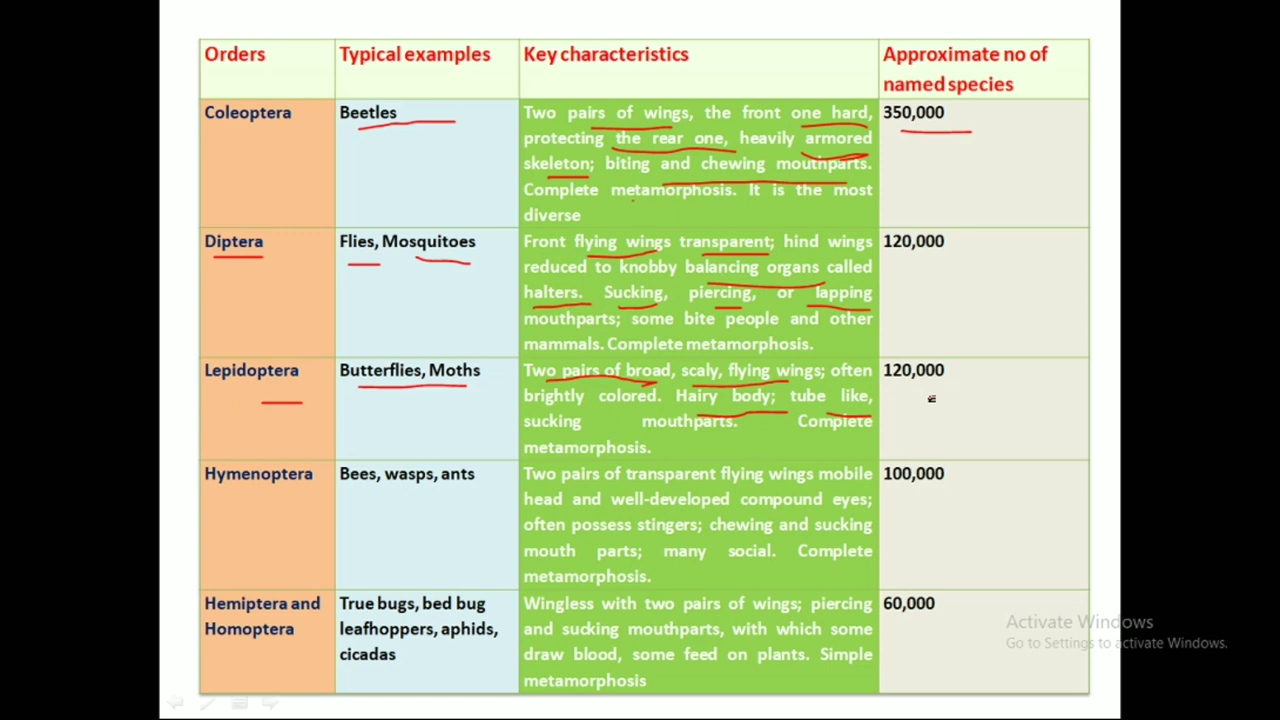 Orders Typical examples Key characteristics Approximate no of
named species
Coleoptera Beetles Two pairs of wings, the front one hard, 350,000
protecting the rear one, heavily armored
skeleton; biting and chewing mouthparts.
Complete metamorphosis. It is the most
diverse
Diptera Flies, Mosquitoes Front flying wings transparent; hind wings 120,000
reduced to knobby balancing organs called
halters. Sucking, piercing, or lapping
mouthparts; some bite people and other
mammals. Complete metamorphosis.
Lepidoptera Butterflies, Moths Two pairs of broad, scaly, flying wings; often 120,000
brightly colored. Hairy body; tube like,
sucking mouthparts. Complete
metamorphosis.
Hymenoptera Bees, wasps, ants Two pairs of transparent flying wings mobile 100,000
head and well-developed compound eyes;
often possess stingers; chewing and sucking
mouth parts; many social. Complete
metamorphosis.
Hemiptera and True bugs, bed bug Wingless with two pairs of wings; piercing 60,000
Homoptera leafhoppers, aphids, and sucking mouthparts, with which some
cicadas draw blood, some feed on plants. Simple
metamorphosis
Activate Windows
Go to Settings to activate Windows.